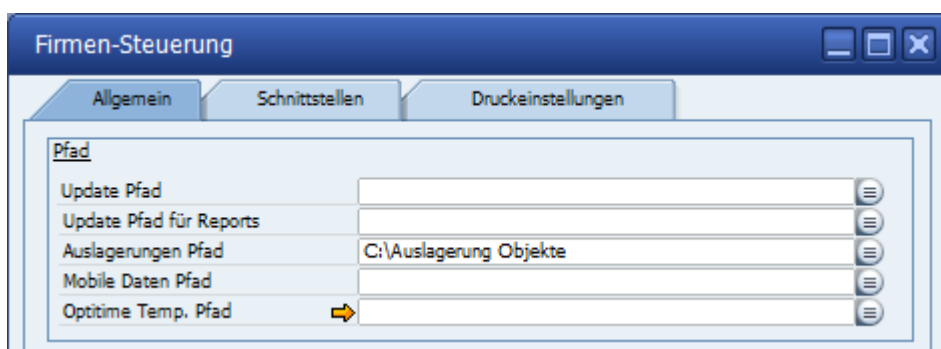 Firmen-Steuerung
Allgemein Schnittstellen Druckeinstellungen
Pfad
Update Pfad
Update Pfad für Reports
Auslagerungen Pfad C:\Auslagerung Objekte
Mobile Daten Pfad
Optitime Temp. Pfad